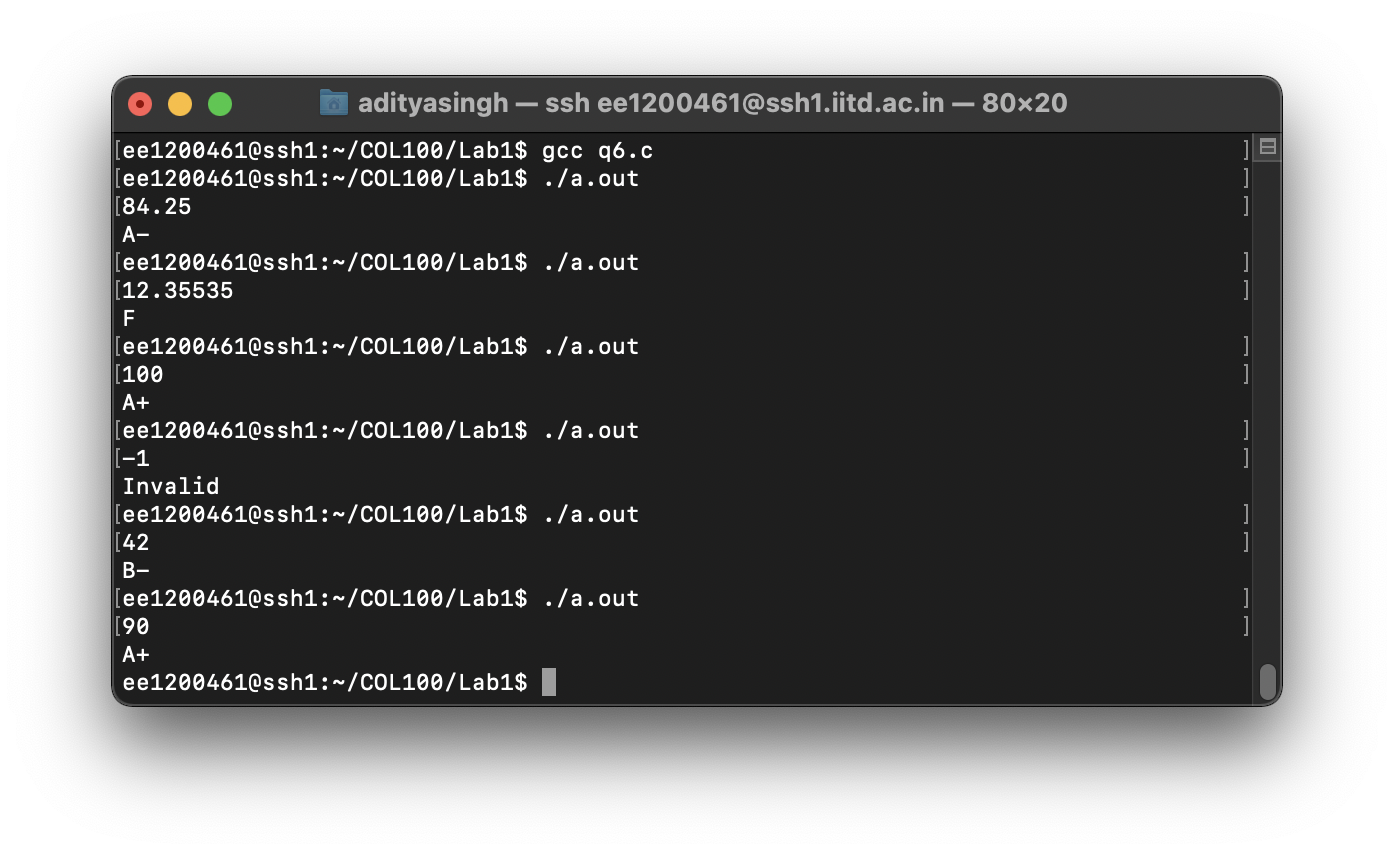 adityasingh — ssh ee1200461@ssh1.iitd.ac.in — 80×20
[ee1200461@ssh1:~/COL100/Lab1$ gcc q6.c ]
[ee1200461@ssh1:~/COL100/Lab1$ ./a.out ]
[84.25 ]
A-
[ee1200461@ssh1:~/COL100/Lab1$ ./a.out ]
[12.35535 ]
F
[ee1200461@ssh1:~/COL100/Lab1$ ./a.out ]
[100 ]
A+
[ee1200461@ssh1:~/COL100/Lab1$ ./a.out ]
[-1 ]
Invalid
[ee1200461@ssh1:~/COL100/Lab1$ ./a.out ]
[42 ]
B-
[ee1200461@ssh1:~/COL100/Lab1$ ./a.out ]
[90 ]
A+
ee1200461@ssh1:~/COL100/Lab1$